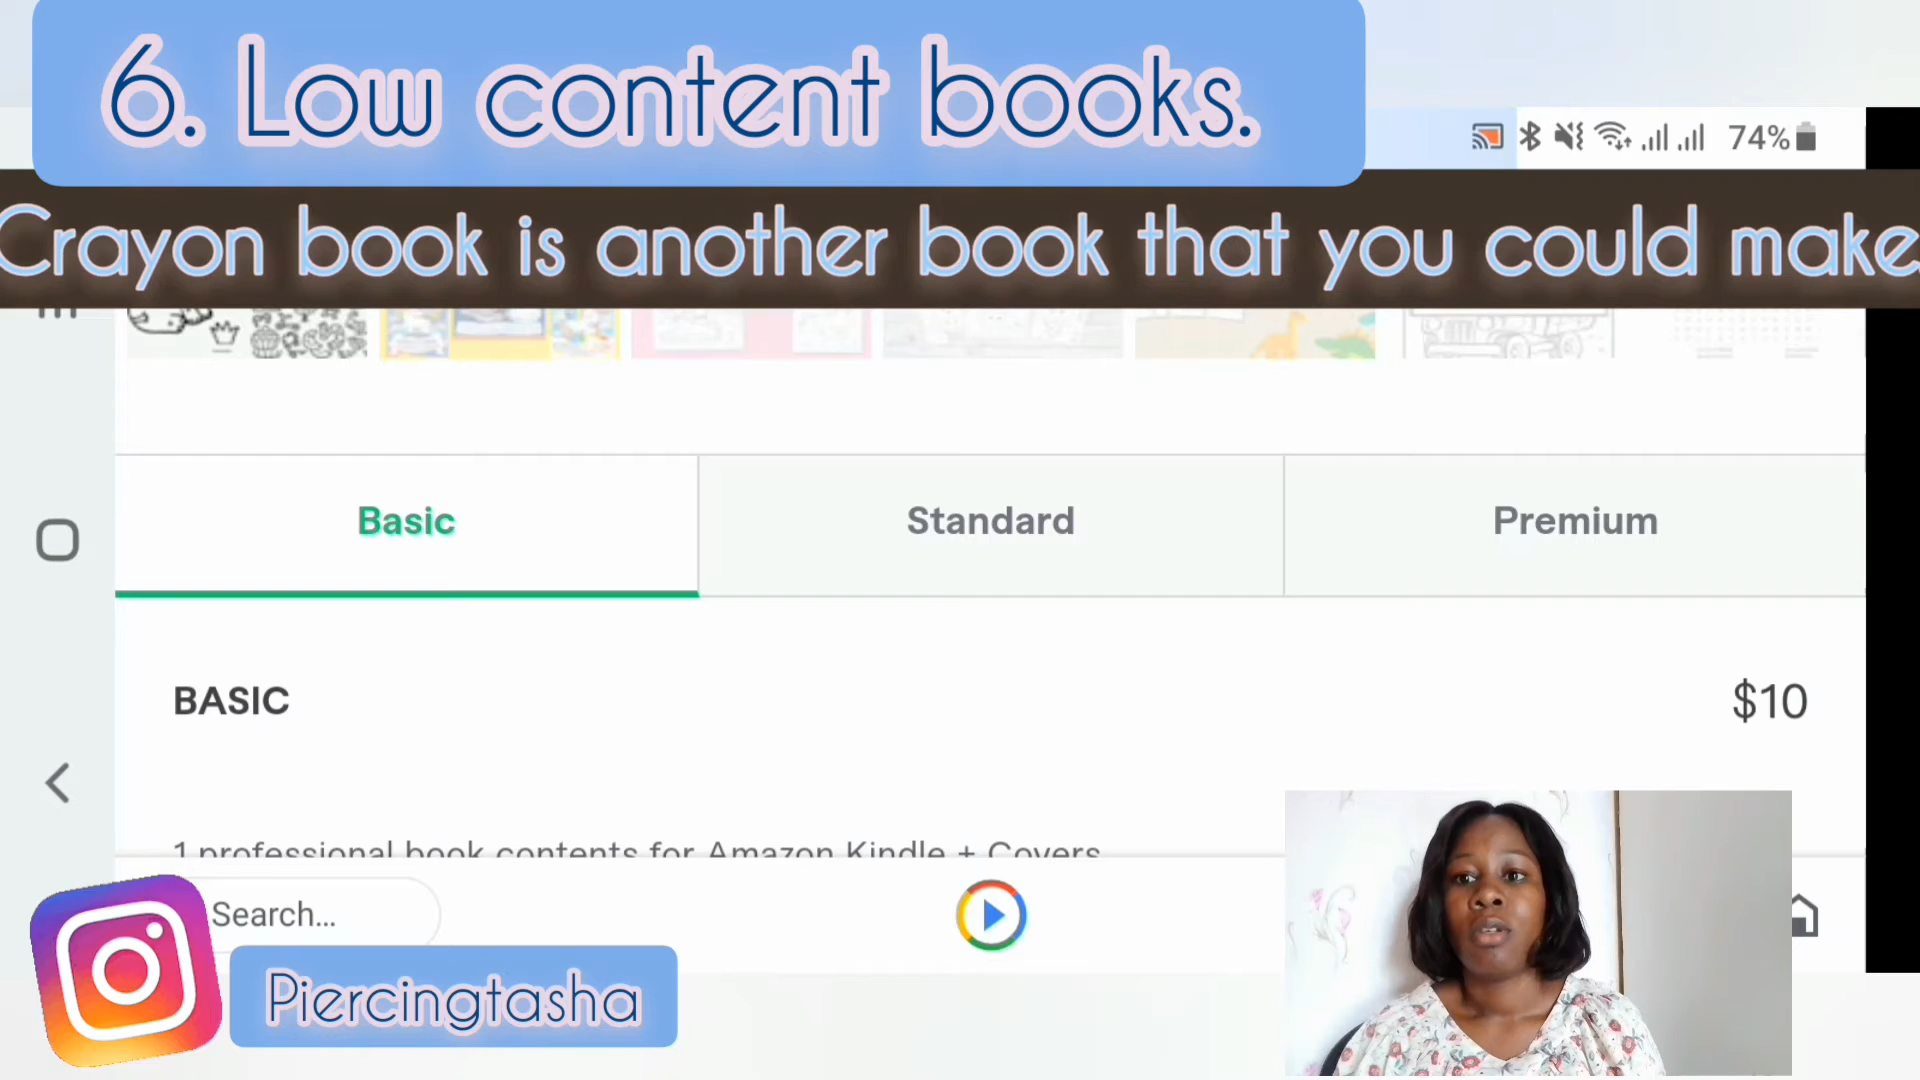 6. Low content books.
74%
Crayon book is another book that you could make
Basic
Standard
Premium
BASIC
$10
1 professional book contents for Amazon Kindle + Covers
Search...
Piercingtasha